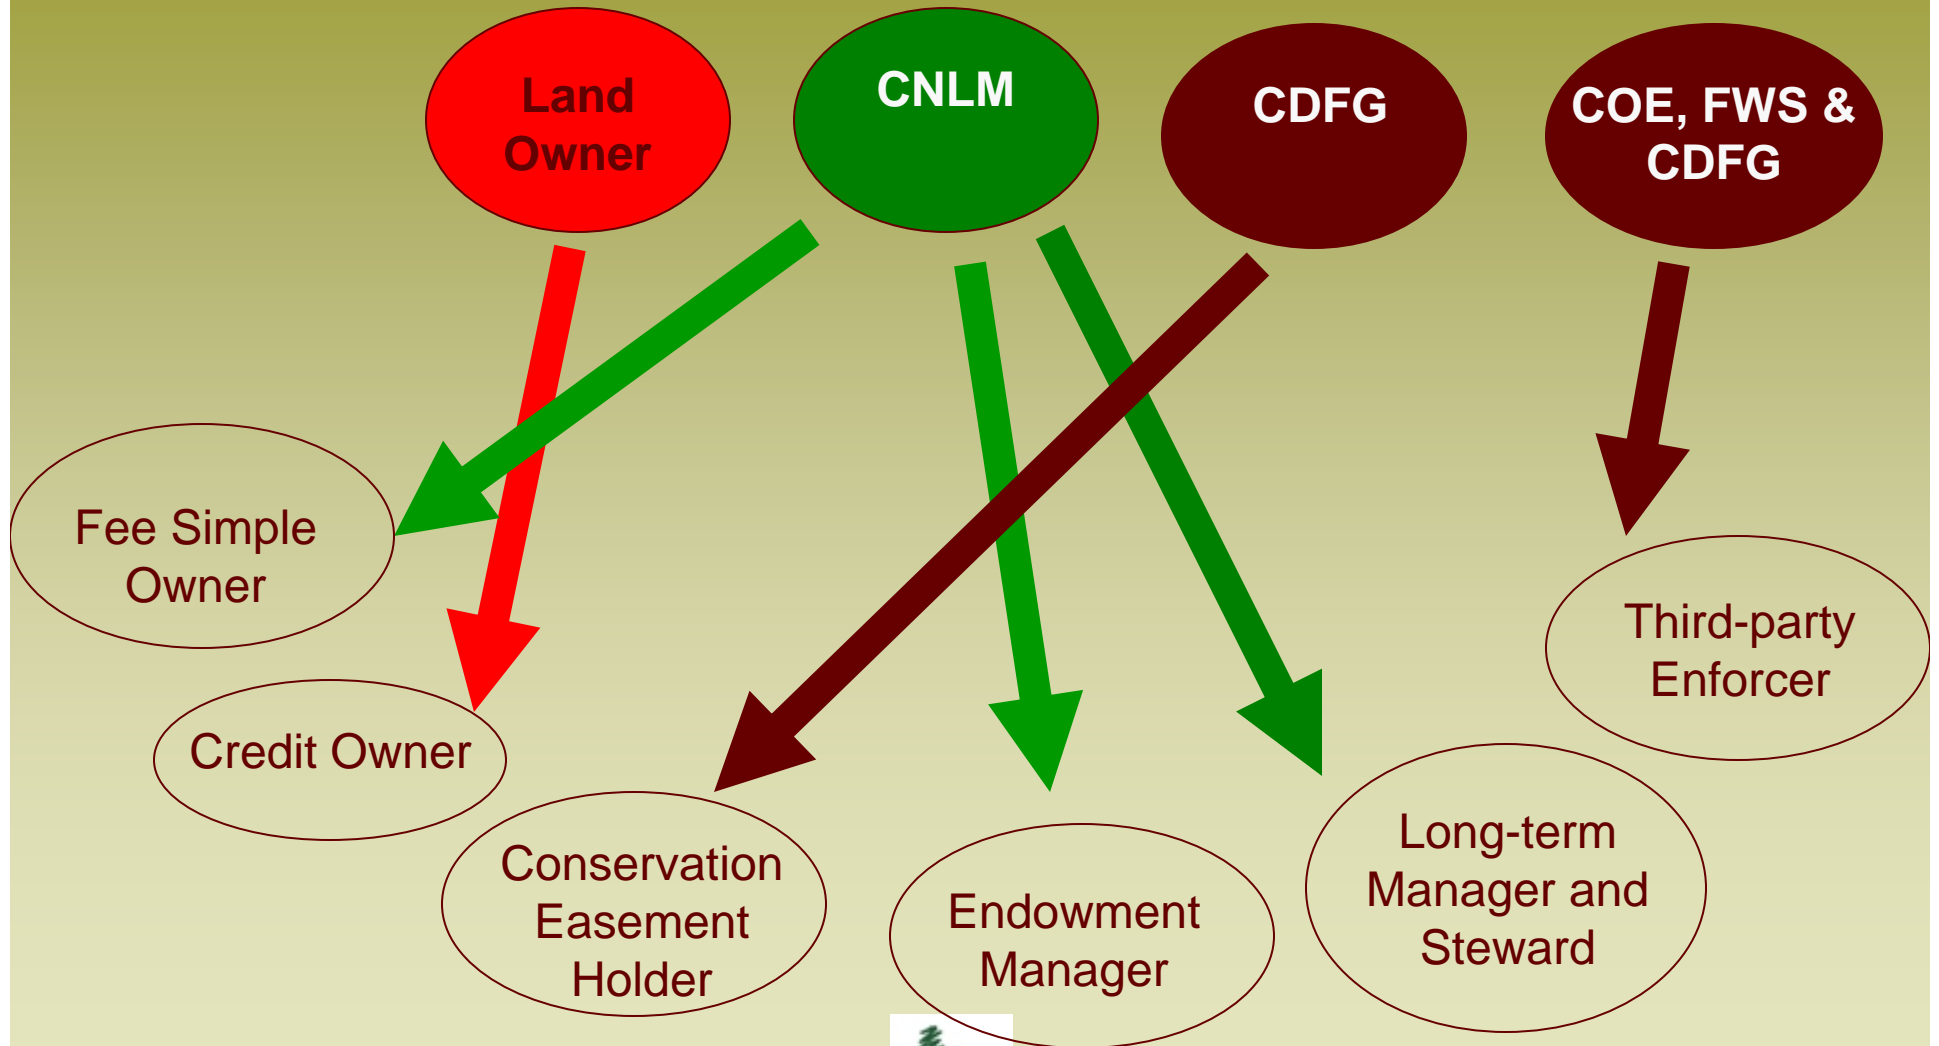 Land
Owner
CNLM
CDFG
COE, FWS &
CDFG
Fee Simple
Owner
Credit Owner
Conservation
Easement
Holder
Endowment
Manager
Long-term
Manager and
Steward
Third-party
Enforcer